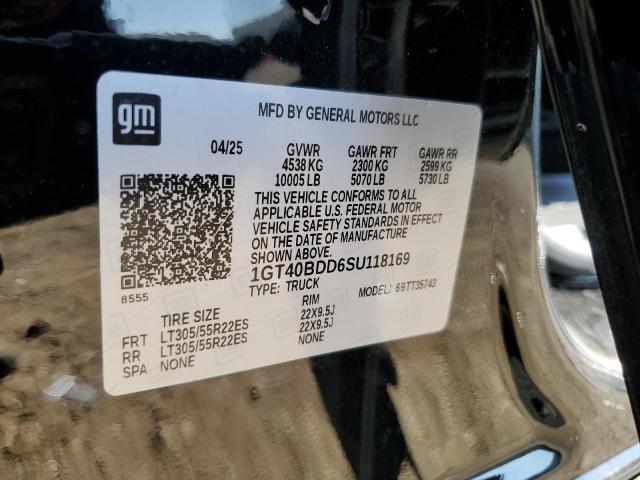 gm
MFD BY GENERAL MOTORS LLC
04/25 GVWR GAWR FRT GAWR RR
4538 KG 2300 KG 2599 KG
10005 LB 5070 LB 5730 LB
THIS VEHICLE CONFORMS TO ALL
APPLICABLE U.S. FEDERAL MOTOR
VEHICLE SAFETY STANDARDS IN EFFECT
ON THE DATE OF MANUFACTURE
SHOWN ABOVE.
1GT40BDD6SU118169
8555
TYPE: TRUCK MODEL: 69TT35743
TIRE SIZE RIM
FRT LT305/55R22ES 22X9.5J
RR LT305/55R22ES 22X9.5J
SPA NONE NONE